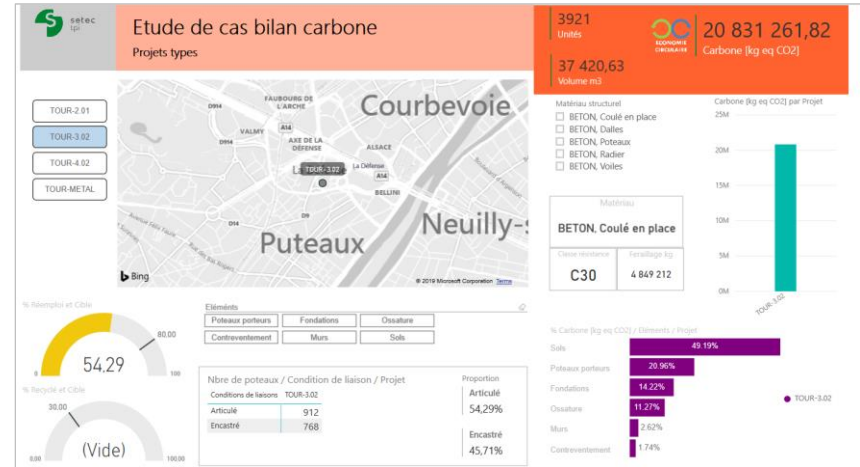 setec
tpi
Etude de cas bilan carbone
Projets types
3921
Unités
37 420,63
Volume m3
ECONOMIE
CIRCULAIRE
20 831 261,82
Carbone [kg eq CO2]
TOUR-2.01
TOUR-3.02
TOUR-4.02
TOUR-METAL
FAUBOURG DE
L'ARCHE
Courbevoie
D914
VALMY
A14
D914
AXE DE LA
DÉFENSE
ALSACE
La Défense
TOUR-3.02
A14
BELLINI
D9
D14
Puteaux
Neuilly-s
Avenue Félix Faure
Bing
© 2019 Microsoft Corporation Terms
Matériau structurel
BETON, Coulé en place
BETON, Dalles
BETON, Poteaux
BETON, Radier
BETON, Voiles
Matériau
BETON, Coulé en place
Classe résistance
Ferraillage kg
C30
4 849 212
Carbone [kg eq CO2] par Projet
25M
20M
15M
10M
5M
0M
TOUR-3.02
% Réemploi et Cible
80,00
54,29
0
100
% Recyclé et Cible
30,00
(Vide)
0,00
100,00
Eléments
Poteaux porteurs
Fondations
Ossature
Contreventement
Murs
Sols
Nbre de poteaux / Condition de liaison / Projet
Conditions de liaisons TOUR-3.02
Articulé 912
Encastré 768
Proportion
Articulé
54,29%
Encastré
45,71%
% Carbone [kg eq CO2] / Eléments / Projet
Sols 49.19%
Poteaux porteurs 20.96%
Fondations 14.22%
Ossature 11.27%
Murs 2.62%
Contreventement 1.74%
TOUR-3.02